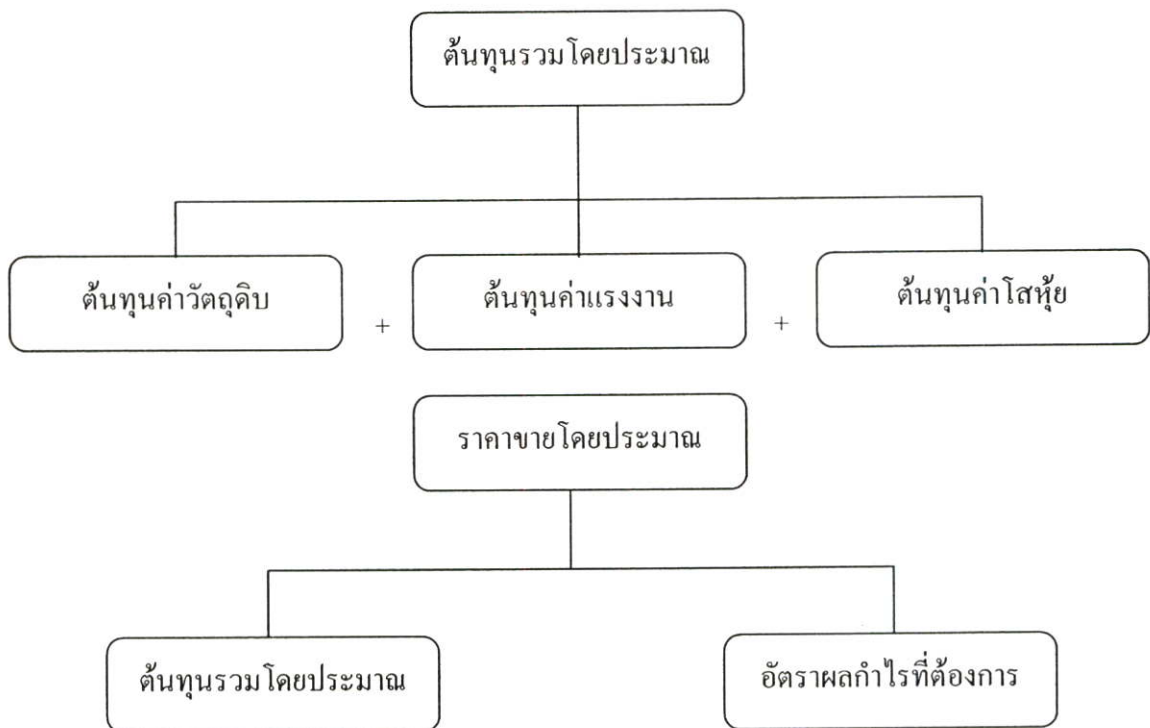 ต้นทุนรวมโดยประมาณ
ต้นทุนค่าวัตถุดิบ + ต้นทุนค่าแรงงาน + ต้นทุนค่าโสหุ้ย
ราคาขายโดยประมาณ
ต้นทุนรวมโดยประมาณ อัตราผลกำไรที่ต้องการ